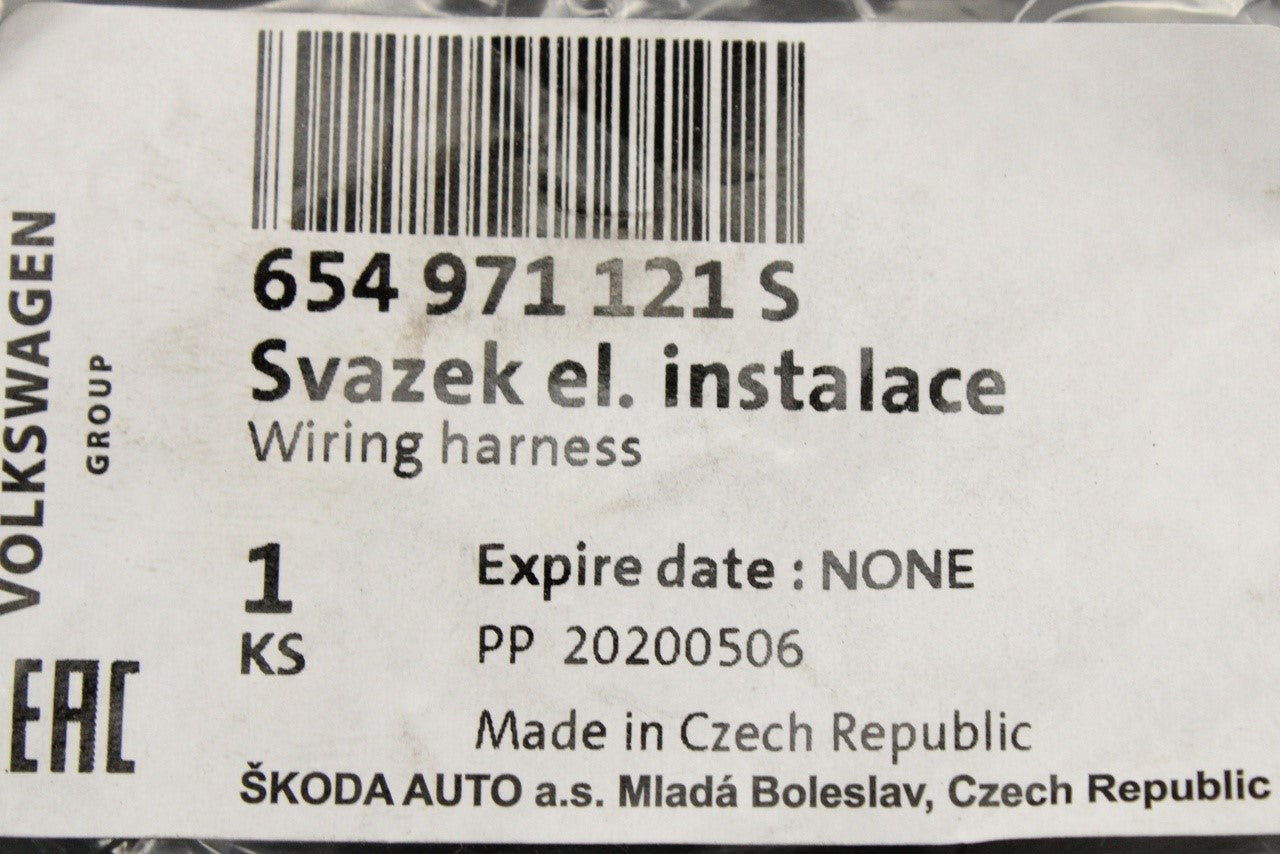 654 971 121 S
Svazek el. instalace
Wiring harness
1
KS
Expire date : NONE
PP 20200506
Made in Czech Republic
ŠKODA AUTO a.s. Mladá Boleslav, Czech Republic
VOLKSWAGEN
GROUP
EAC